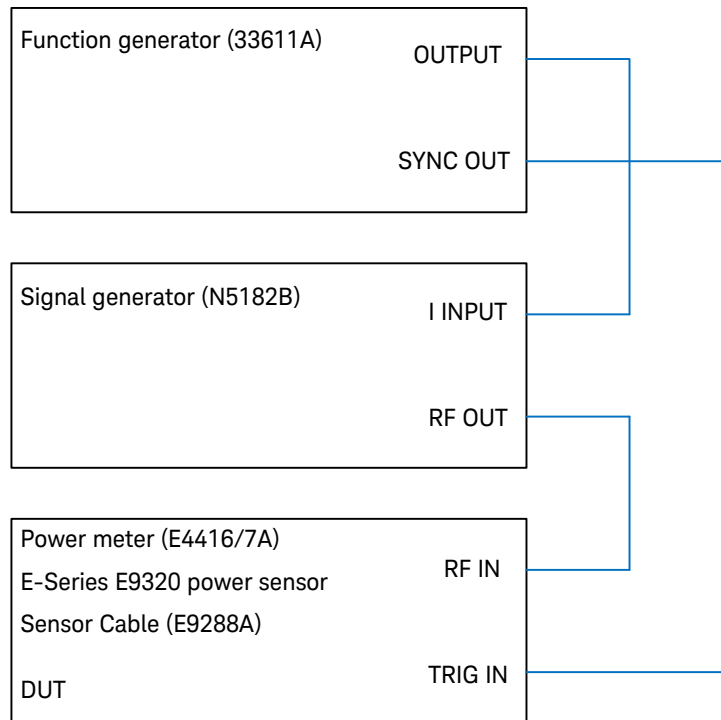 Function generator (33611A)
OUTPUT
SYNC OUT
Signal generator (N5182B)
I INPUT
RF OUT
Power meter (E4416/7A)
RF IN
E-Series E9320 power sensor
Sensor Cable (E9288A)
TRIG IN
DUT